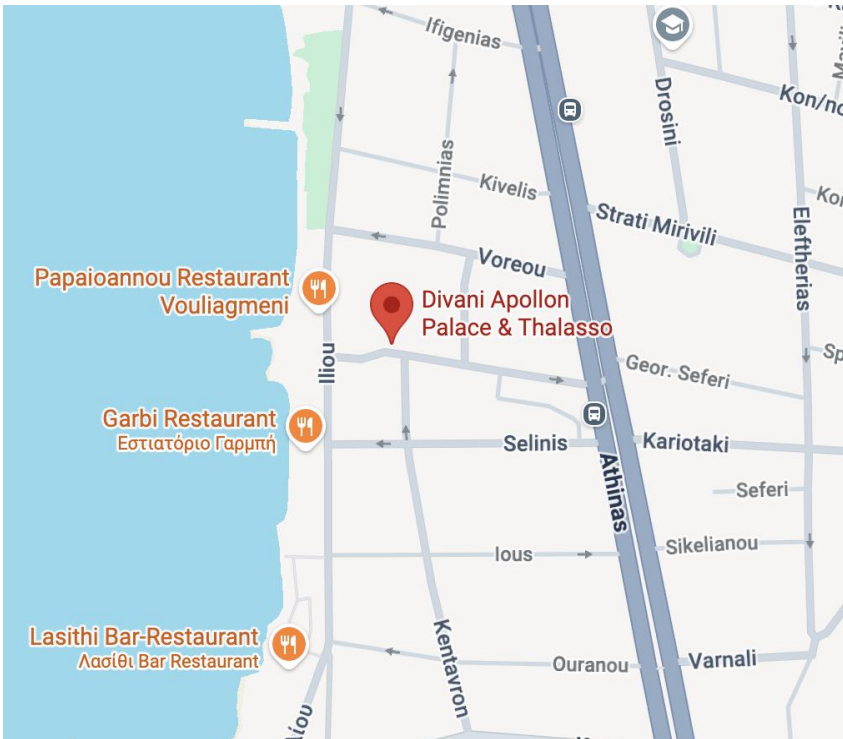 Ifigenias
Drosini
Kon/no
Polimnias
Kivelis
Strati Mirivili
Eleftherias
Voreou
Papaioannou Restaurant
Vouliagmeni
Divani Apollon
Palace & Thalasso
Iliou
Geor. Seferi
Garbi Restaurant
Εστιατόριο Γαρμπή
Selinis
Kariotaki
Athinas
Seferi
Ious
Sikelianou
Lasithi Bar-Restaurant
Λασίθι Bar Restaurant
Kentavron
Ouranou
Varnali